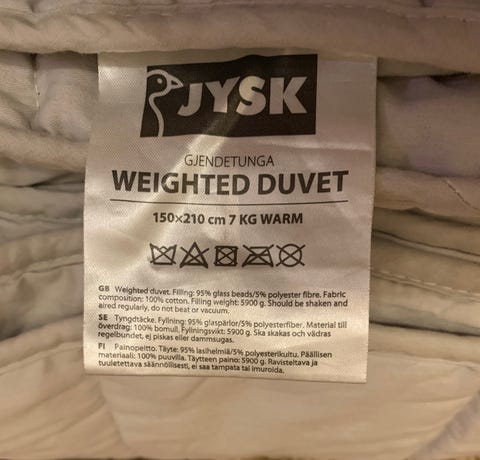 JYSK
GJENDETUNGA
WEIGHTED DUVET
150×210 cm 7 KG WARM
GB Weighted duvet. Filling: 95% glass beads/5% polyester fibre. Fabric
composition: 100% cotton. Filling weight: 5900 g. Should be shaken and
aired regularly, do not beat or vacuum.
SE Tyngdtäcke. Fyllning: 95% glaspärlor/5% polyesterfiber. Material till
överdrag: 100% bomull. Fyllningsvikt: 5900 g. Ska skakas och vädras
regelbundet, ej piskas eller dammsugas.
FI Painopeitto. Täyte: 95% lasihelmiä/5% polyesterikuitu. Päällisen
materiaali: 100% puuvilla. Täytteen paino: 5900 g. Ravisteltava ja
tuuletettava säännöllisesti, ei saa tampata tai imuroida.